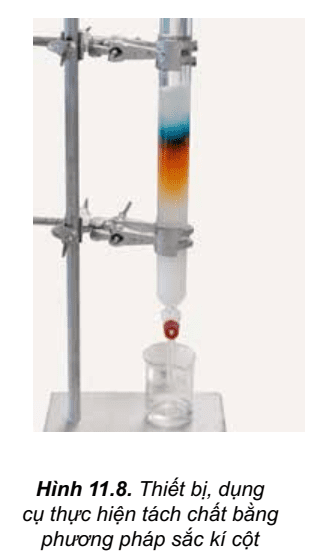 Hình 11.8. Thiết bị, dụng
cụ thực hiện tách chất bằng
phương pháp sắc kí cột